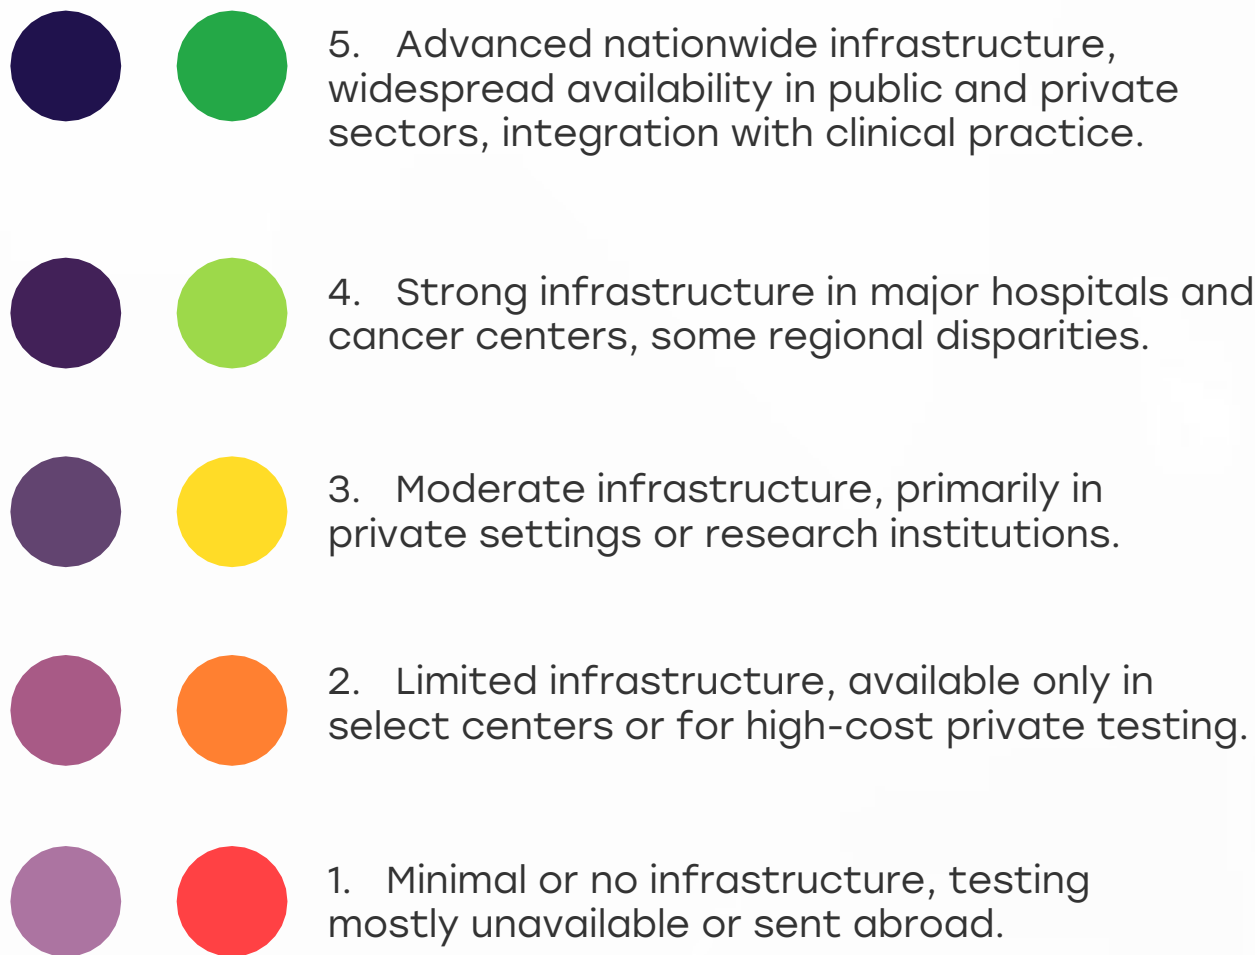 5. Advanced nationwide infrastructure,
widespread availability in public and private
sectors, integration with clinical practice.
4. Strong infrastructure in major hospitals and
cancer centers, some regional disparities.
3. Moderate infrastructure, primarily in
private settings or research institutions.
2. Limited infrastructure, available only in
select centers or for high-cost private testing.
1. Minimal or no infrastructure, testing
mostly unavailable or sent abroad.